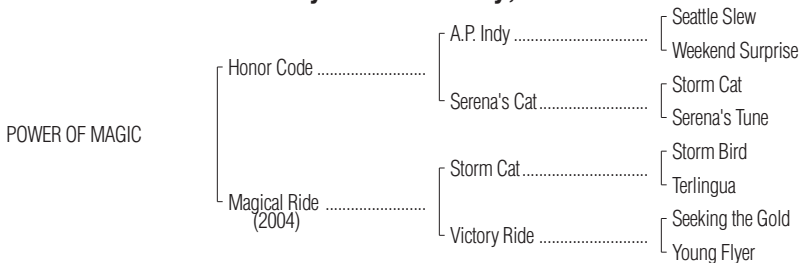 A.P. Indy
Seattle Slew
Weekend Surprise
Honor Code
Serena's Cat
Storm Cat
Serena's Tune
POWER OF MAGIC
Storm Cat
Storm Bird
Terlingua
Magical Ride
(2004)
Victory Ride
Seeking the Gold
Young Flyer